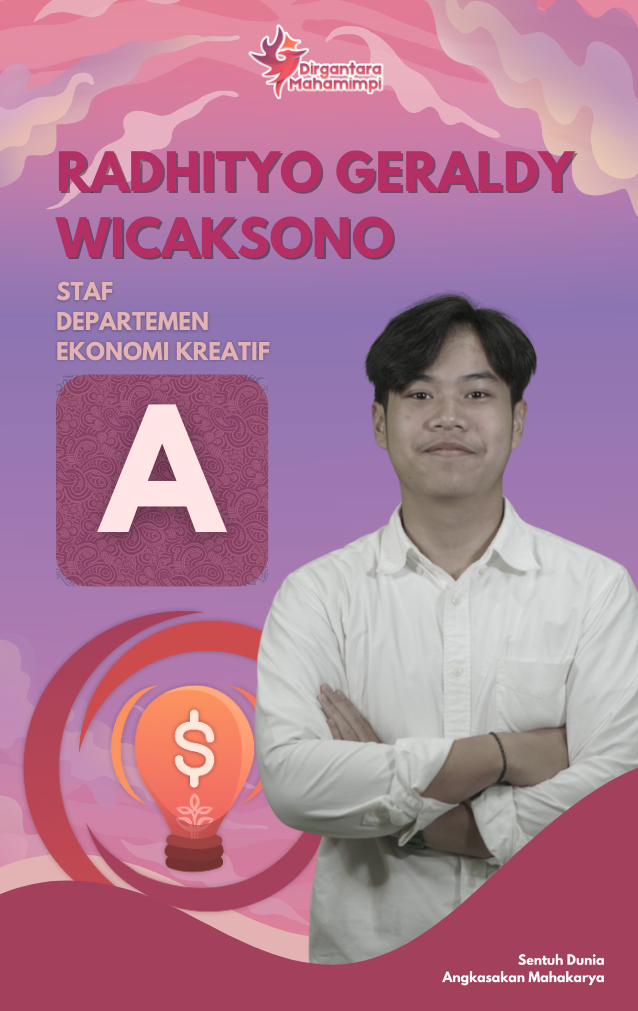 Dirgantara
Mahamimpi
RADHITYO GERALDY
WICAKSONO
STAF
DEPARTEMEN
EKONOMI KREATIF
A
$
Sentuh Dunia
Angkasakan Mahakarya